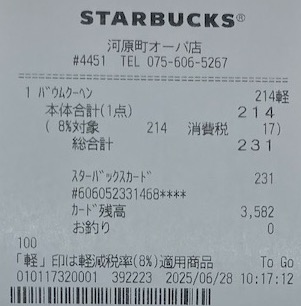 STARBUCKS®
河原町オーパ店
#4451 TEL 075-606-5267
1 バウムクーヘン 214軽
本体合計(1点) 214
( 8%対象 214 消費税 17)
総合計 231
スターバックスカード 231
#606052331468****
カード残高 3,582
お釣り 0
100
「軽」印は軽減税率(8%)適用商品 To Go
010117320001 392223 2025/06/28 10:17:12